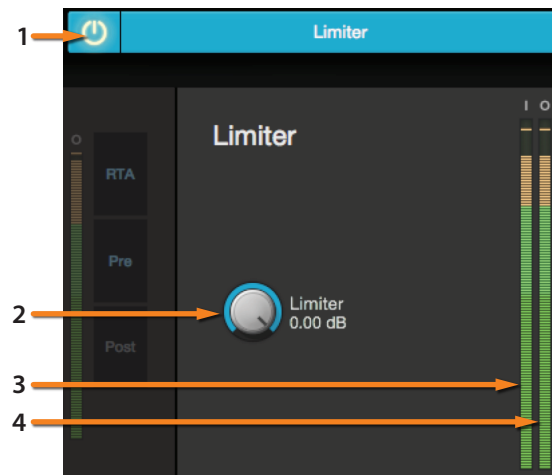 1
Limiter
I O
O
Limiter
RTA
Pre
2
Limiter
0.00 dB
Post
3
4